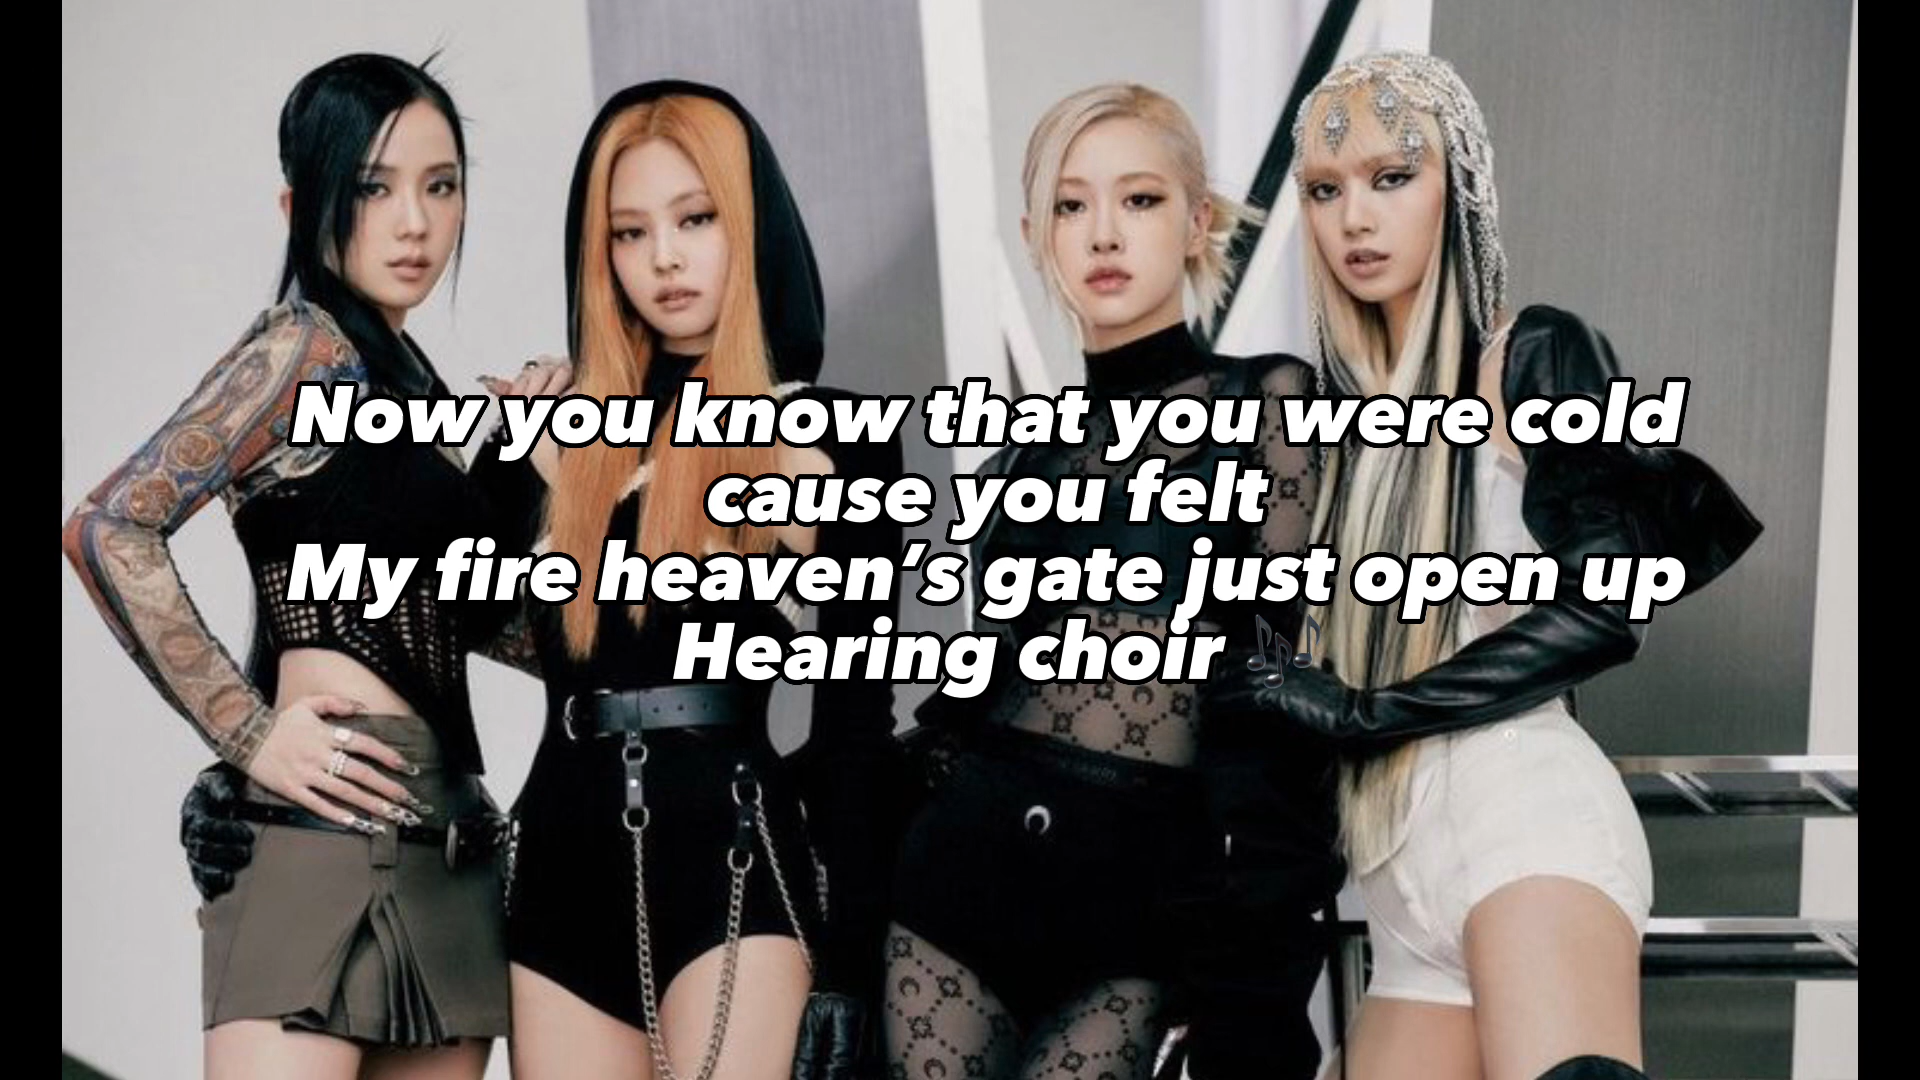 Now you know that you were cold
cause you felt
My fire heaven’s gate just open up
Hearing choir 🎶